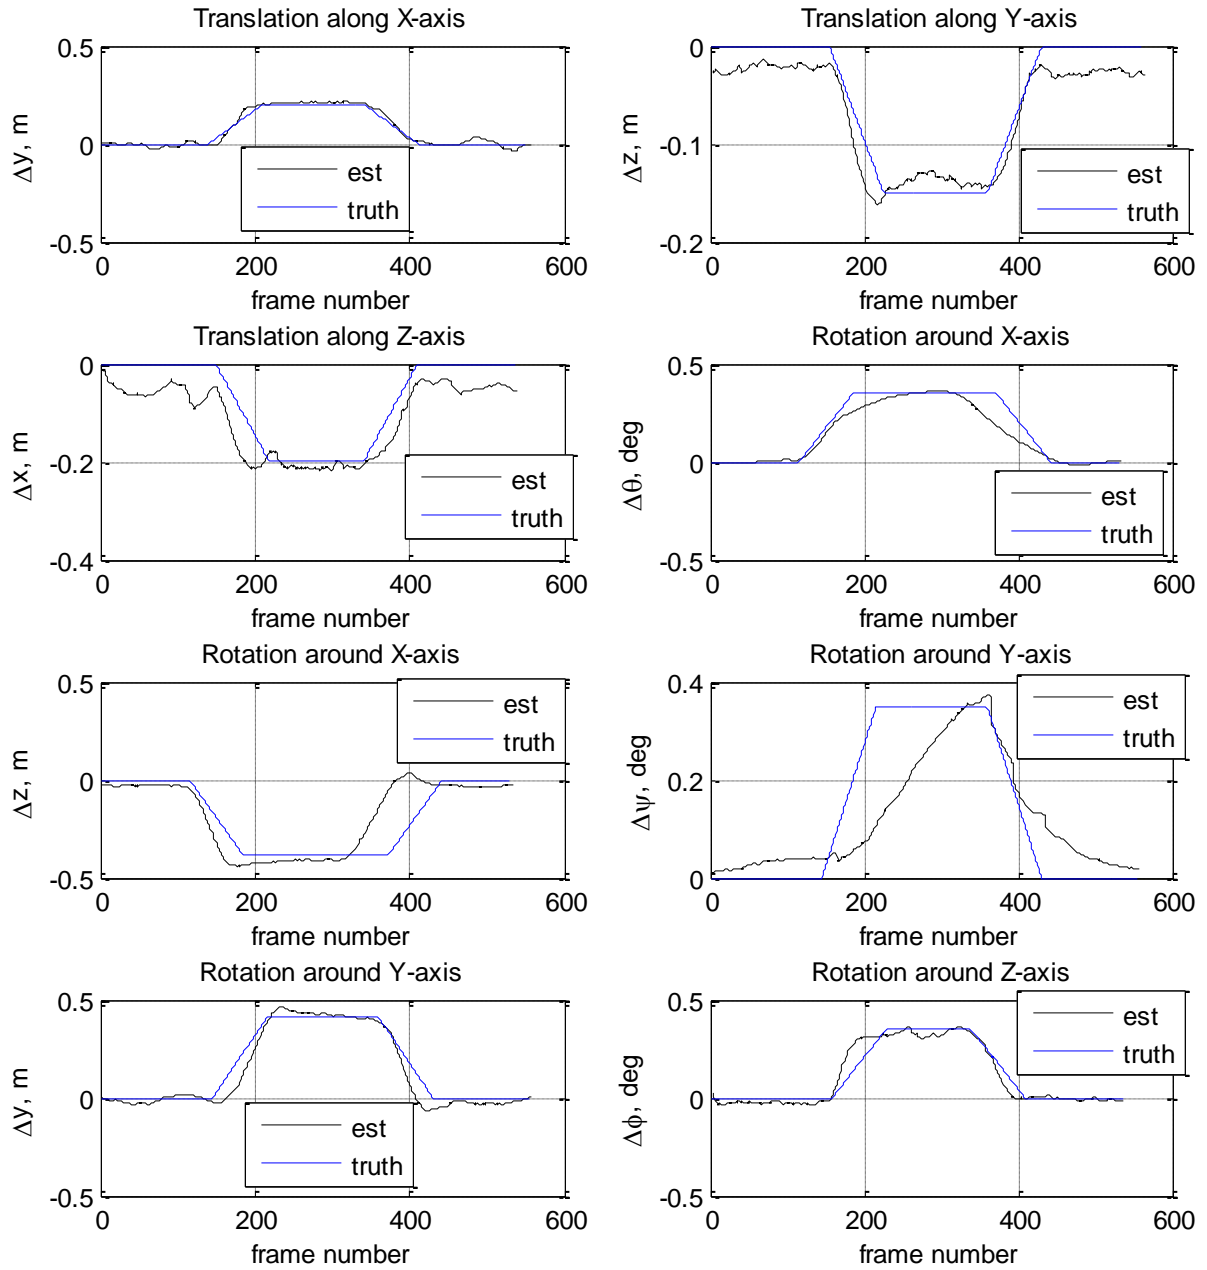 Translation along X-axis
0.5
0
-0.5
Δy, m
est
truth
0 200 400 600
frame number
Translation along Y-axis
0
-0.1
-0.2
Δz, m
est
truth
0 200 400 600
frame number
Translation along Z-axis
0
-0.2
-0.4
Δx, m
est
truth
0 200 400 600
frame number
Rotation around X-axis
0.5
0
-0.5
Δθ, deg
est
truth
0 200 400 600
frame number
Rotation around X-axis
0.5
0
-0.5
Δz, m
est
truth
0 200 400 600
frame number
Rotation around Y-axis
0.4
0.2
0
Δψ, deg
est
truth
0 200 400 600
frame number
Rotation around Y-axis
0.5
0
-0.5
Δy, m
est
truth
0 200 400 600
frame number
Rotation around Z-axis
0.5
0
-0.5
Δϕ, deg
est
truth
0 200 400 600
frame number